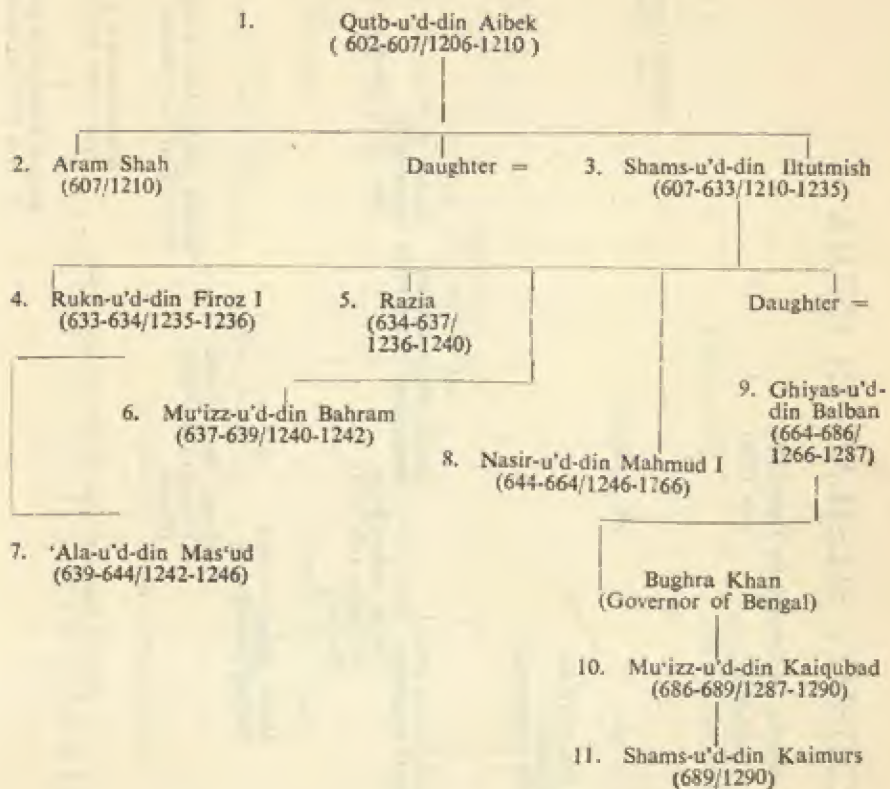 1. Qutb-u'd-din Aibek
( 602-607/1206-1210 )
2. Aram Shah
(607/1210)
Daughter =
3. Shams-u'd-din Iltutmish
(607-633/1210-1235)
4. Rukn-u'd-din Firoz I
(633-634/1235-1236)
5. Razia
(634-637/
1236-1240)
Daughter =
6. Mu‘izz-u'd-din Bahram
(637-639/1240-1242)
8. Nasir-u'd-din Mahmud I
(644-664/1246-1766)
9. Ghiyas-u'd-
din Balban
(664-686/
1266-1287)
7. ‘Ala-u'd-din Mas‘ud
(639-644/1242-1246)
Bughra Khan
(Governor of Bengal)
10. Mu‘izz-u'd-din Kaiqubad
(686-689/1287-1290)
11. Shams-u'd-din Kaimurs
(689/1290)